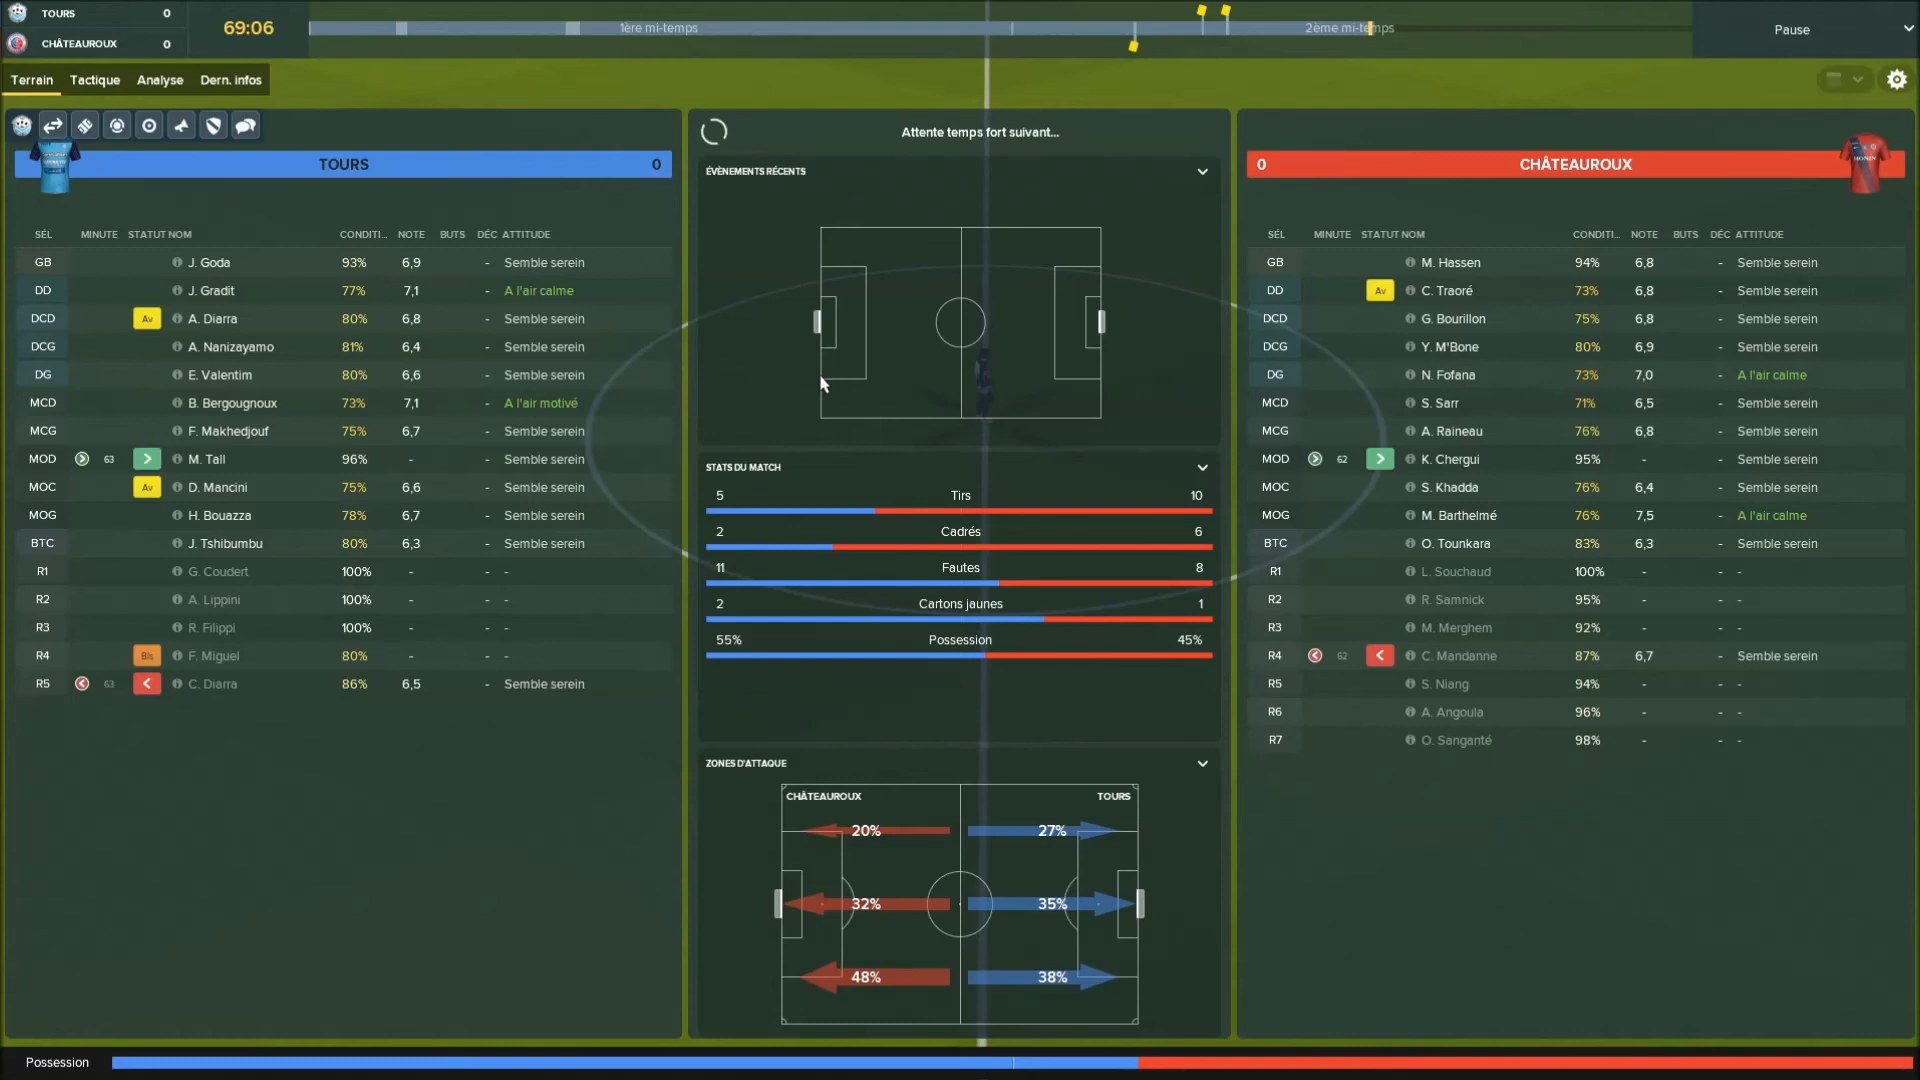 TOURS 0
CHÂTEAUROUX 0
69:06
1ère mi-temps
2ème mi-temps
Pause
Terrain Tactique Analyse Dern. infos
TOURS 0
SÉL MINUTE STATUT NOM CONDITI... NOTE BUTS DÉC ATTITUDE
GB J. Goda 93% 6,9 - Semble serein
DD J. Gradit 77% 7,1 - A l'air calme
DCD Av A. Diarra 80% 6,8 - Semble serein
DCG A. Nanizayamo 81% 6,4 - Semble serein
DG E. Valentim 80% 6,6 - Semble serein
MCD B. Bergougnoux 73% 7,1 - A l'air motivé
MCG F. Makhedjouf 75% 6,7 - Semble serein
MOD 63 M. Tall 96% - - Semble serein
MOC Av D. Mancini 75% 6,6 - Semble serein
MOG H. Bouazza 78% 6,7 - Semble serein
BTC J. Tshibumbu 80% 6,3 - Semble serein
R1 G. Coudert 100% - - -
R2 A. Lippini 100% - - -
R3 R. Filippi 100% - - -
R4 Bls F. Miguel 80% - - -
R5 63 C. Diarra 86% 6,5 - Semble serein
Attente temps fort suivant...
ÉVÈNEMENTS RÉCENTS
STATS DU MATCH
5 Tirs 10
2 Cadrés 6
11 Fautes 8
2 Cartons jaunes 1
55% Possession 45%
ZONES D'ATTAQUE
CHÂTEAUROUX TOURS
20% 27%
32% 35%
48% 38%
0 CHÂTEAUROUX
SÉL MINUTE STATUT NOM CONDITI... NOTE BUTS DÉC ATTITUDE
GB M. Hassen 94% 6,8 - Semble serein
DD Av C. Traoré 73% 6,8 - Semble serein
DCD G. Bourillon 75% 6,8 - Semble serein
DCG Y. M'Bone 80% 6,9 - Semble serein
DG N. Fofana 73% 7,0 - A l'air calme
MCD S. Sarr 71% 6,5 - Semble serein
MCG A. Raineau 76% 6,8 - Semble serein
MOD 62 K. Chergui 95% - - Semble serein
MOC S. Khadda 76% 6,4 - Semble serein
MOG M. Barthelmé 76% 7,5 - A l'air calme
BTC O. Tounkara 83% 6,3 - Semble serein
R1 L. Souchaud 100% - - -
R2 R. Samnick 95% - - -
R3 M. Merghem 92% - - -
R4 62 C. Mandanne 87% 6,7 - Semble serein
R5 S. Niang 94% - - -
R6 A. Angoula 96% - - -
R7 O. Sanganté 98% - - -
Possession